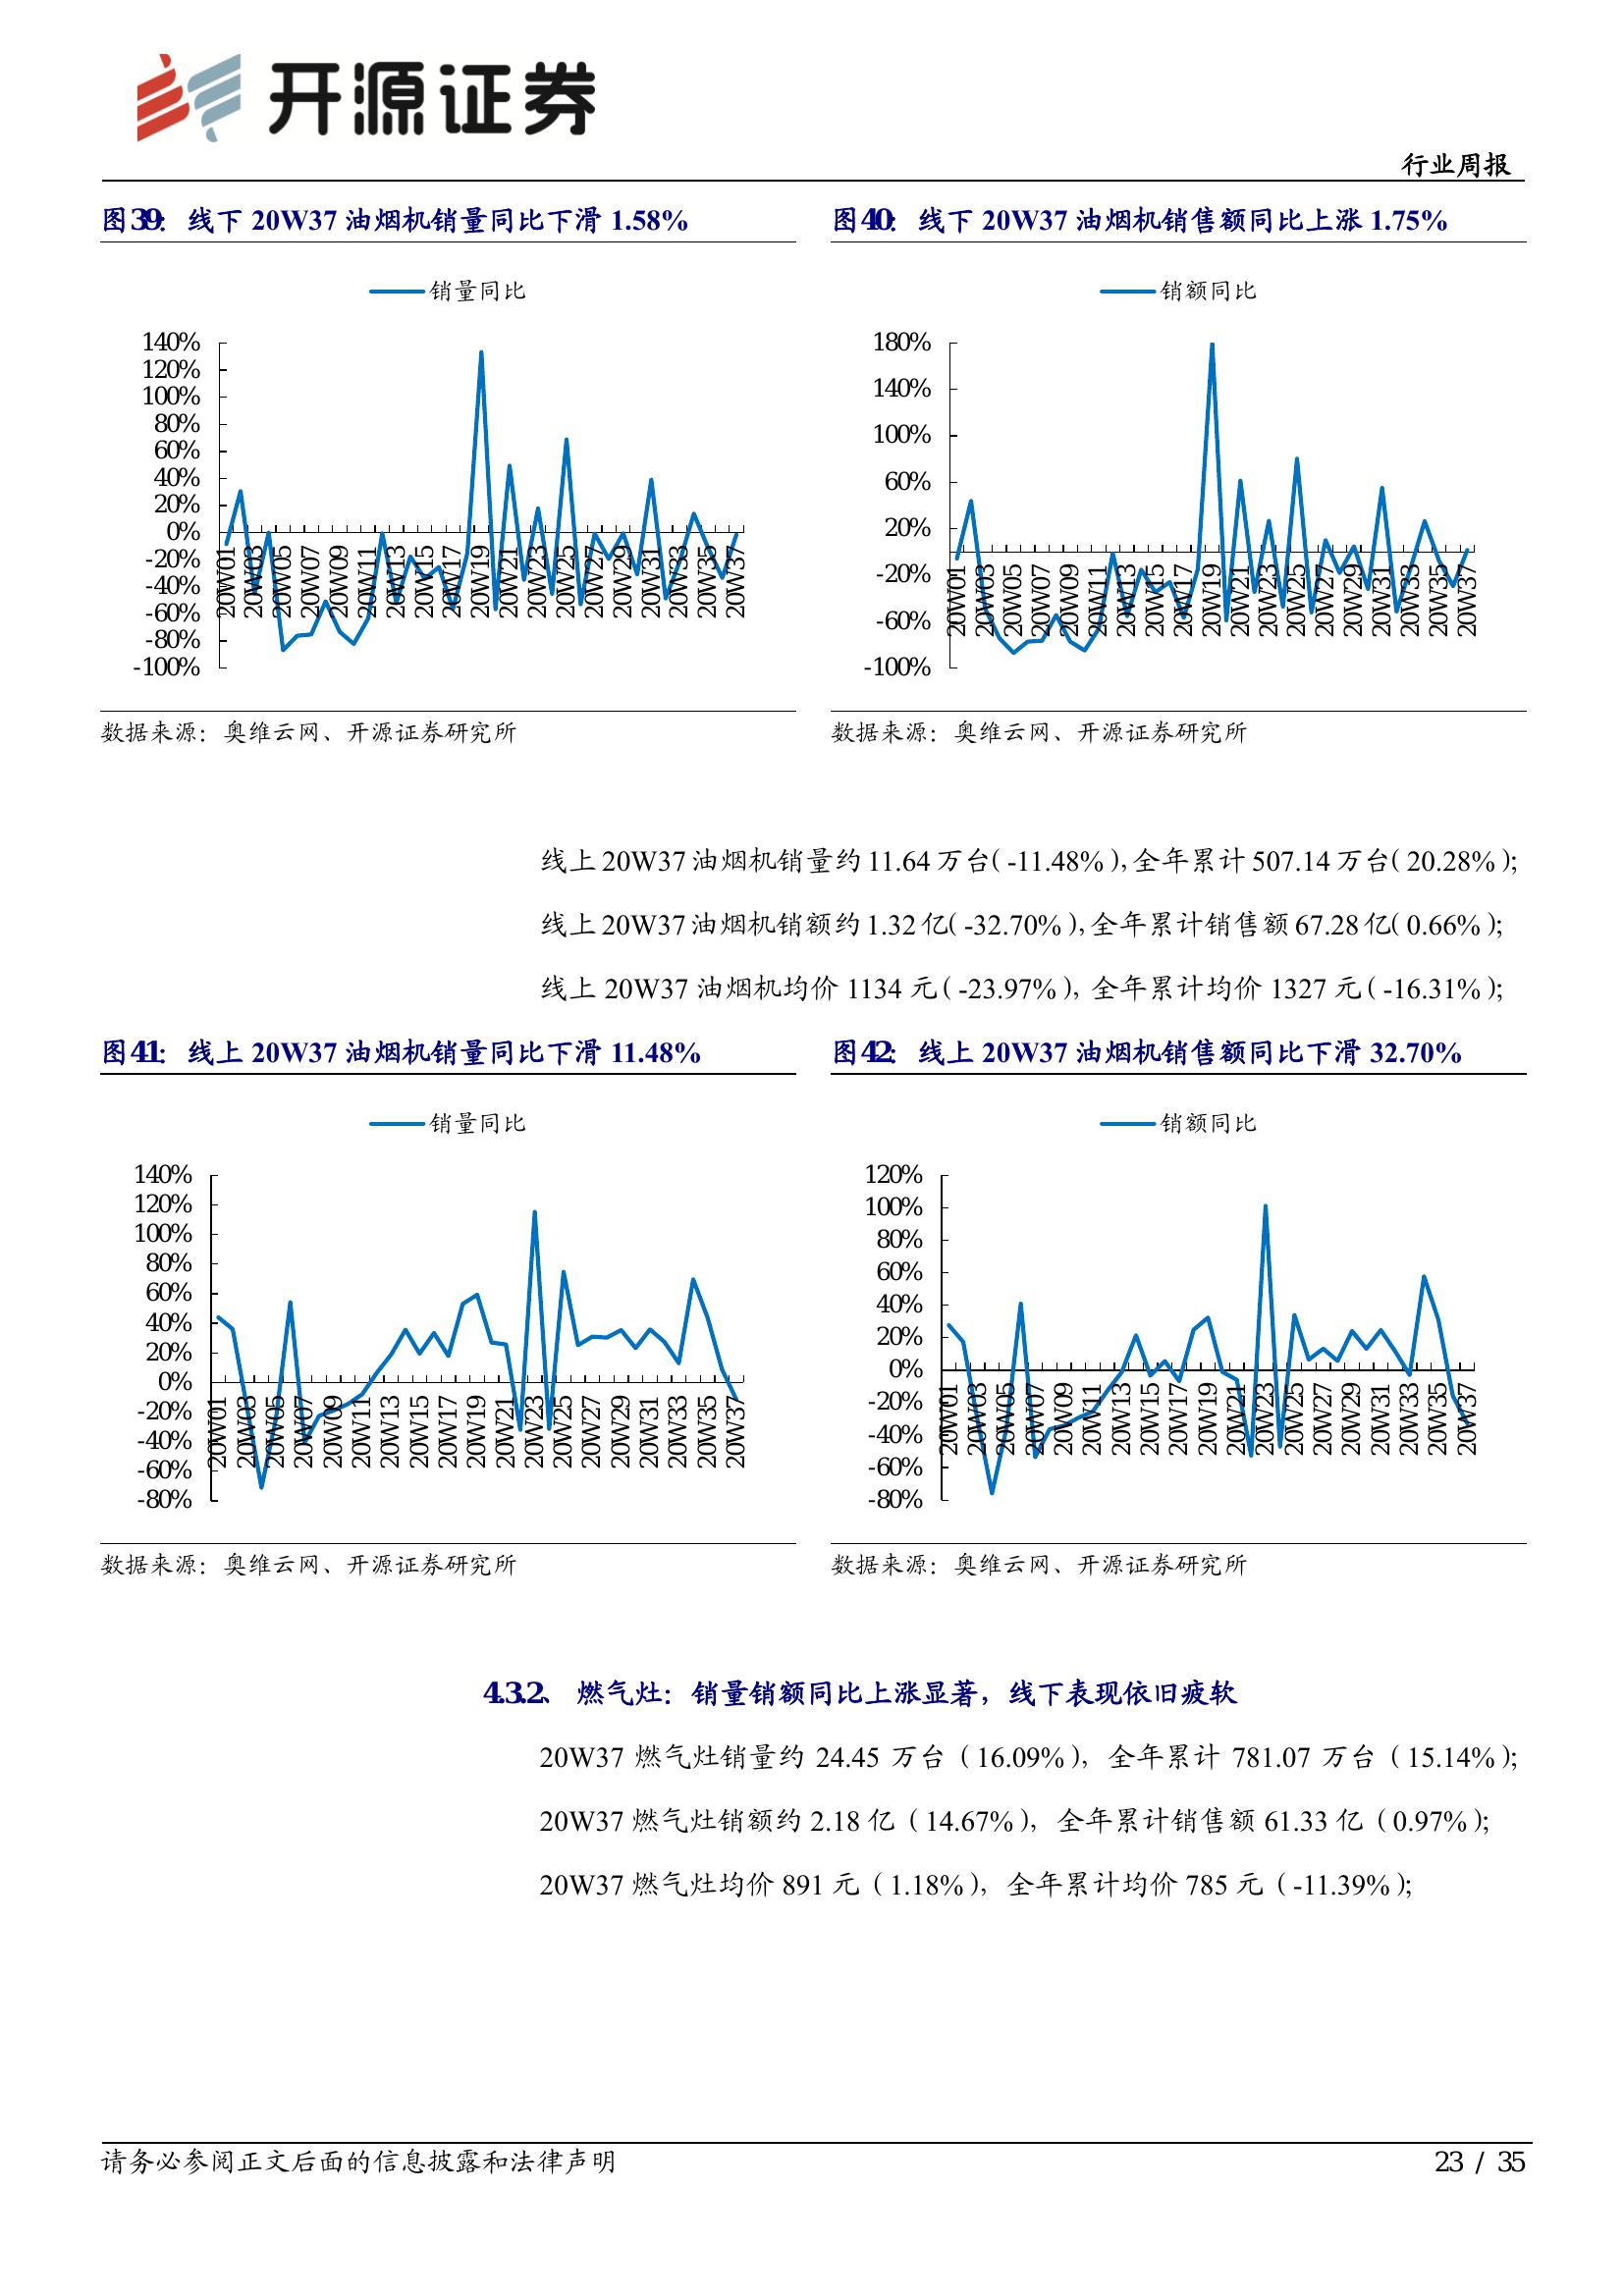 开源证券
行业周报
图39： 线下 20W37 油烟机销量同比下滑 1.58%
图40： 线下 20W37 油烟机销售额同比上涨 1.75%
销量同比
140%
120%
100%
80%
60%
40%
20%
0%
-20%
-40%
-60%
-80%
-100%
20W01
20W03
20W05
20W07
20W09
20W11
20W13
20W15
20W17
20W19
20W21
20W23
20W25
20W27
20W29
20W31
20W33
20W35
20W37
销额同比
180%
140%
100%
60%
20%
-20%
-60%
-100%
20W01
20W03
20W05
20W07
20W09
20W11
20W13
20W15
20W17
20W19
20W21
20W23
20W25
20W27
20W29
20W31
20W33
20W35
20W37
数据来源：奥维云网、开源证券研究所
数据来源：奥维云网、开源证券研究所
线上 20W37 油烟机销量约 11.64 万台（-11.48%），全年累计 507.14 万台（20.28%）；
线上 20W37 油烟机销额约 1.32 亿（-32.70%），全年累计销售额 67.28 亿（0.66%）；
线上 20W37 油烟机均价 1134 元（-23.97%），全年累计均价 1327 元（-16.31%）；
图41： 线上 20W37 油烟机销量同比下滑 11.48%
图42： 线上 20W37 油烟机销售额同比下滑 32.70%
销量同比
140%
120%
100%
80%
60%
40%
20%
0%
-20%
-40%
-60%
-80%
20W01
20W03
20W05
20W07
20W09
20W11
20W13
20W15
20W17
20W19
20W21
20W23
20W25
20W27
20W29
20W31
20W33
20W35
20W37
销额同比
120%
100%
80%
60%
40%
20%
0%
-20%
-40%
-60%
-80%
20W01
20W03
20W05
20W07
20W09
20W11
20W13
20W15
20W17
20W19
20W21
20W23
20W25
20W27
20W29
20W31
20W33
20W35
20W37
数据来源：奥维云网、开源证券研究所
数据来源：奥维云网、开源证券研究所
4.3.2、 燃气灶：销量销额同比上涨显著，线下表现依旧疲软
20W37 燃气灶销量约 24.45 万台（16.09%），全年累计 781.07 万台（15.14%）；
20W37 燃气灶销额约 2.18 亿（14.67%），全年累计销售额 61.33 亿（0.97%）；
20W37 燃气灶均价 891 元（1.18%），全年累计均价 785 元（-11.39%）；
请务必参阅正文后面的信息披露和法律声明
23 / 35